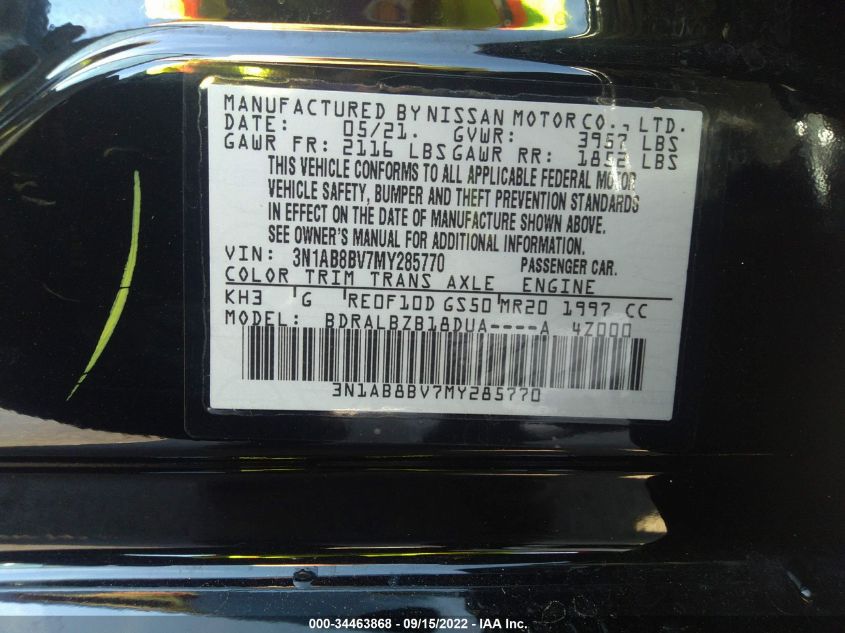 MANUFACTURED BY NISSAN MOTOR CO., LTD.
DATE: 05/21. GVWR: 3957 LBS
GAWR FR: 2116 LBS GAWR RR: 1852 LBS
THIS VEHICLE CONFORMS TO ALL APPLICABLE FEDERAL MOTOR
VEHICLE SAFETY, BUMPER AND THEFT PREVENTION STANDARDS
IN EFFECT ON THE DATE OF MANUFACTURE SHOWN ABOVE.
SEE OWNER'S MANUAL FOR ADDITIONAL INFORMATION.
VIN: 3N1AB8BV7MY285770 PASSENGER CAR.
COLOR TRIM TRANS AXLE ENGINE
KH3 G RE0F10D GS50 MR20 1997 CC
MODEL: BDRALBZB18DUA----A 4Z000
3N1AB8BV7MY285770
000-34463868 - 09/15/2022 - IAA Inc.